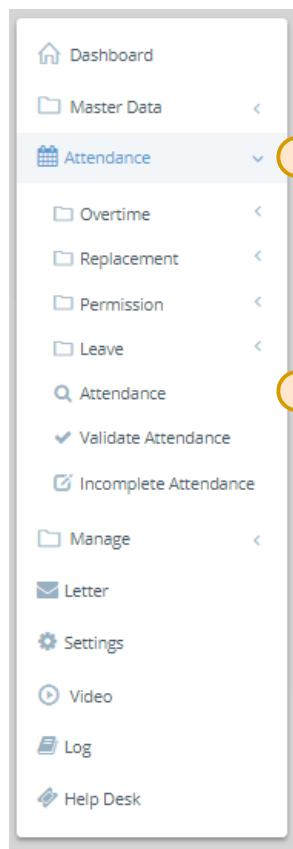 Dashboard
Master Data
Attendance
Overtime
Replacement
Permission
Leave
Attendance
Validate Attendance
Incomplete Attendance
Manage
Letter
Settings
Video
Log
Help Desk